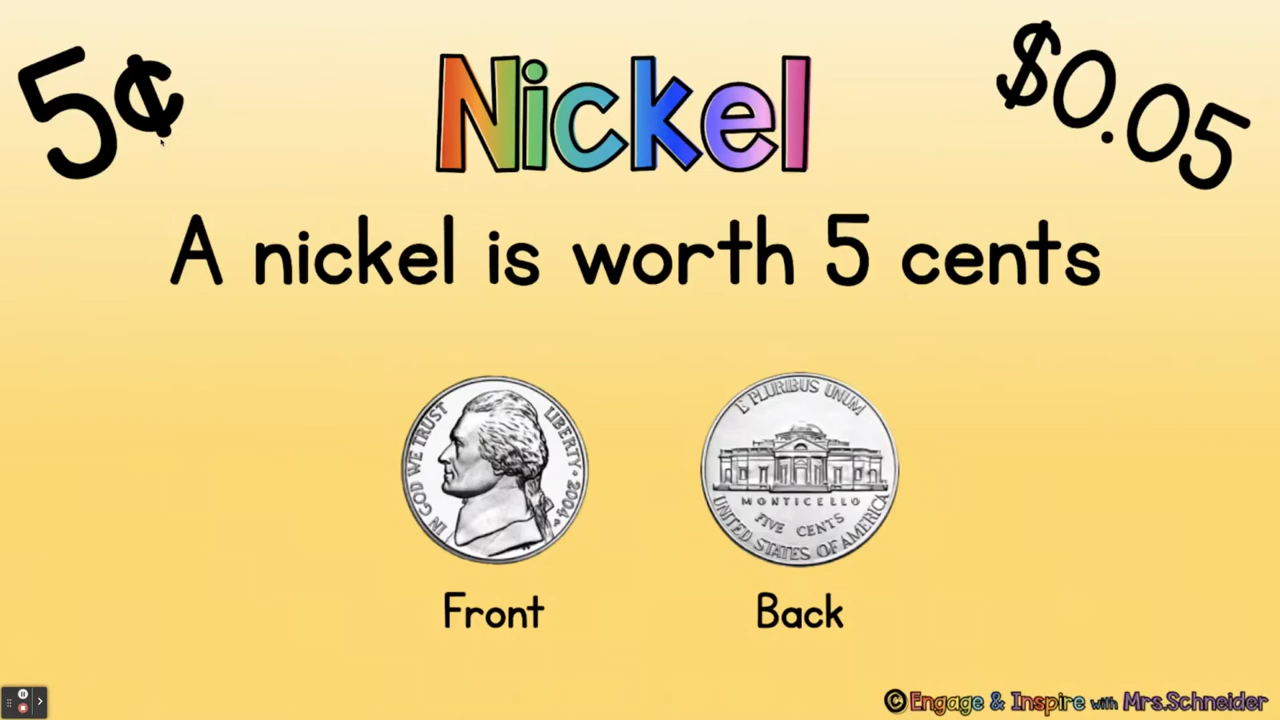 5¢
Nickel
$0.05
A nickel is worth 5 cents
IN GOD WE TRUST
LIBERTY • 2004
E PLURIBUS UNUM
MONTICELLO
FIVE CENTS
UNITED STATES OF AMERICA
Front
Back
© Engage & Inspire with Mrs.Schneider